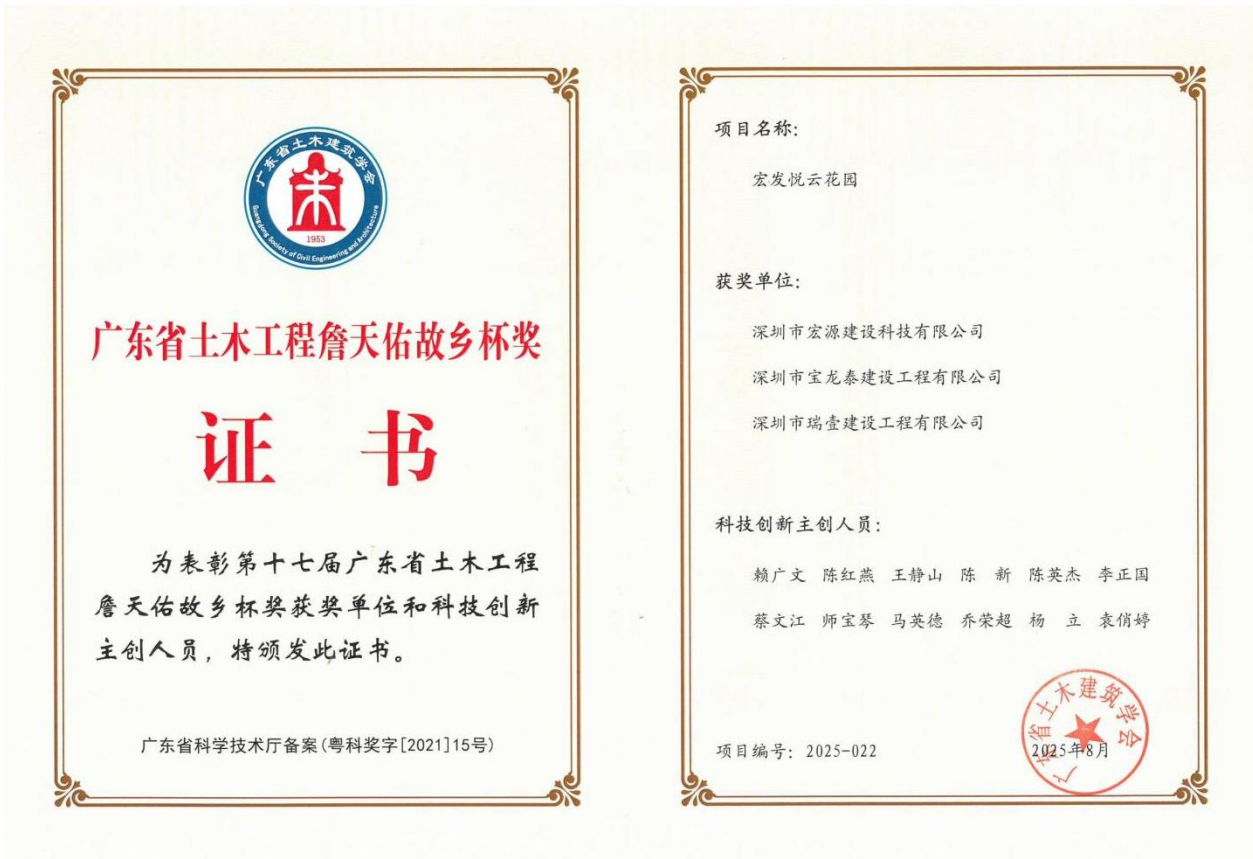 广东省土木建筑学会
1953
Guangdong Society of Civil Engineering and Architecture
广东省土木工程詹天佑故乡杯奖
证 书
为表彰第十七届广东省土木工程
詹天佑故乡杯奖获奖单位和科技创新
主创人员，特颁发此证书。
广东省科学技术厅备案(粤科奖字[2021]15号)
项目名称：
宏发悦云花园
获奖单位：
深圳市宏源建设科技有限公司
深圳市宝龙泰建设工程有限公司
深圳市瑞壹建设工程有限公司
科技创新主创人员：
赖广文 陈红燕 王静山 陈 新 陈英杰 李正国
蔡文江 师宝琴 马英德 乔荣超 杨 立 袁俏婷
广东省土木建筑学会
项目编号：2025-022
2025年8月